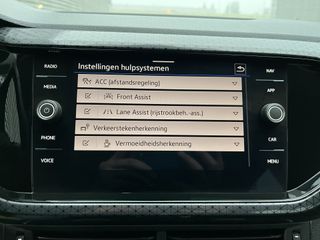 Instellingen hulpsystemen
RADIO
MEDIA
PHONE
VOICE
ACC (afstandsregeling)
Front Assist
Lane Assist (rijstrookbeh.-ass.)
Verkeerstekenherkenning
Vermoeidheidsherkenning
NAV
APP
CAR
MENU